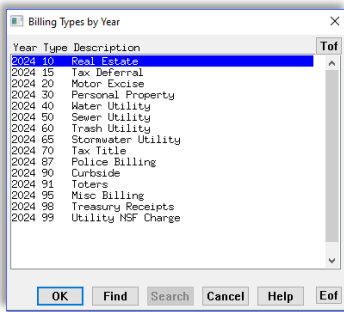 Billing Types by Year
Year Type Description Tof
2024 10 Real Estate
2024 15 Tax Deferral
2024 20 Motor Excise
2024 30 Personal Property
2024 40 Water Utility
2024 50 Sewer Utility
2024 60 Trash Utility
2024 65 Stormwater Utility
2024 70 Tax Title
2024 87 Police Billing
2024 90 Curbside
2024 91 Toters
2024 95 Misc Billing
2024 98 Treasury Receipts
2024 99 Utility NSF Charge
OK Find Search Cancel Help Eof